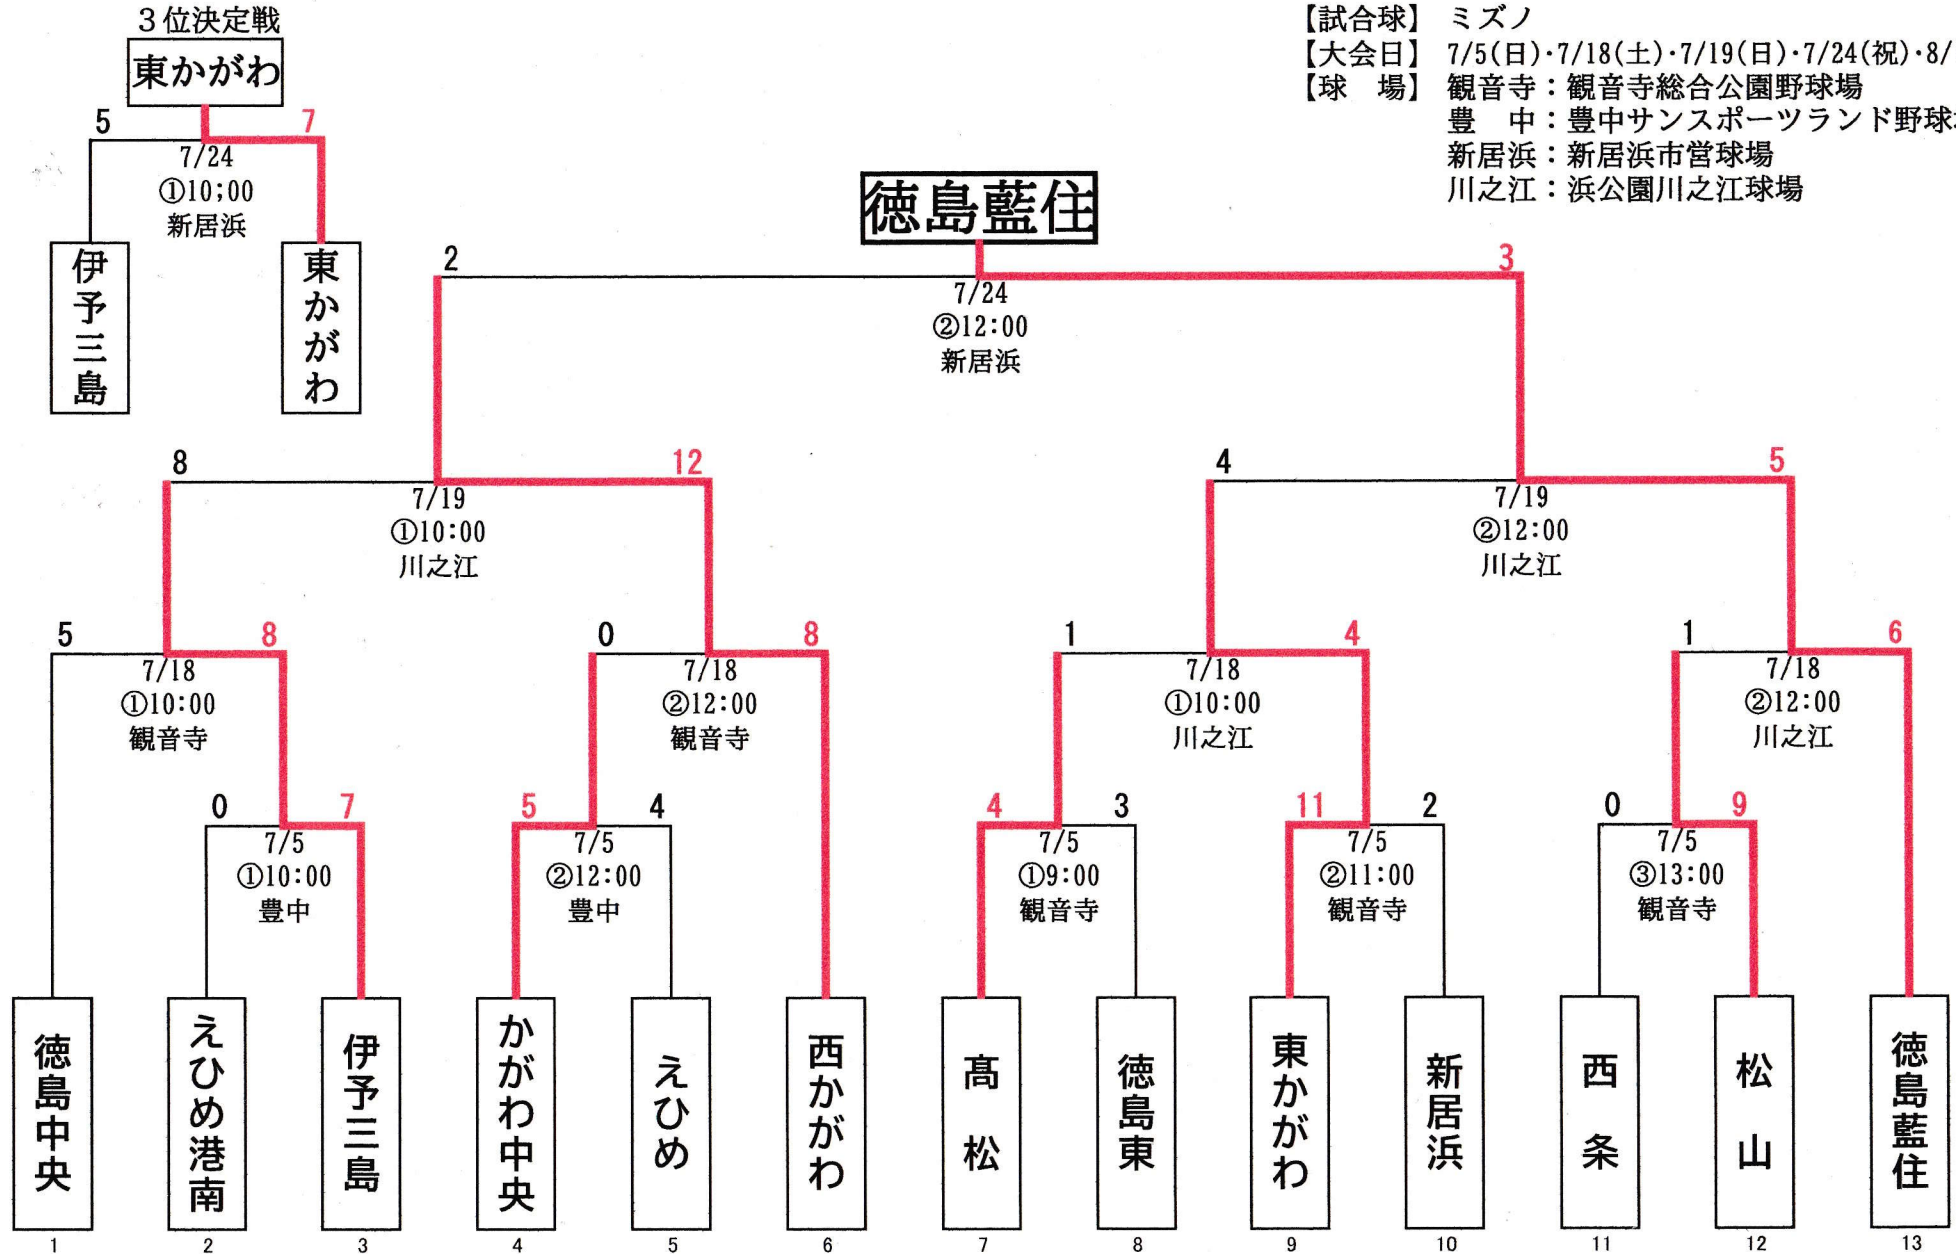 3位決定戦
東かがわ
5 7
7/24
①10;00
新居浜
伊予三島
東かがわ
【試合球】 ミズノ
【大会日】 7/5(日)・7/18(土)・7/19(日)・7/24(祝)・8/
【球　場】 観音寺：観音寺総合公園野球場
豊　中：豊中サンスポーツランド野球
新居浜：新居浜市営球場
川之江：浜公園川之江球場
徳島藍住
2 3
7/24
②12:00
新居浜
8 12
7/19
①10:00
川之江
4 5
7/19
②12:00
川之江
5 8
7/18
①10:00
観音寺
0 8
7/18
②12:00
観音寺
1 4
7/18
①10:00
川之江
1 6
7/18
②12:00
川之江
0 7
7/5
①10:00
豊中
5 4
7/5
②12:00
豊中
4 3
7/5
①9:00
観音寺
11 2
7/5
②11:00
観音寺
0 9
7/5
③13:00
観音寺
徳島中央
えひめ港南
伊予三島
かがわ中央
えひめ
西かがわ
髙松
徳島東
東かがわ
新居浜
西条
松山
徳島藍住
1 2 3 4 5 6 7 8 9 10 11 12 13